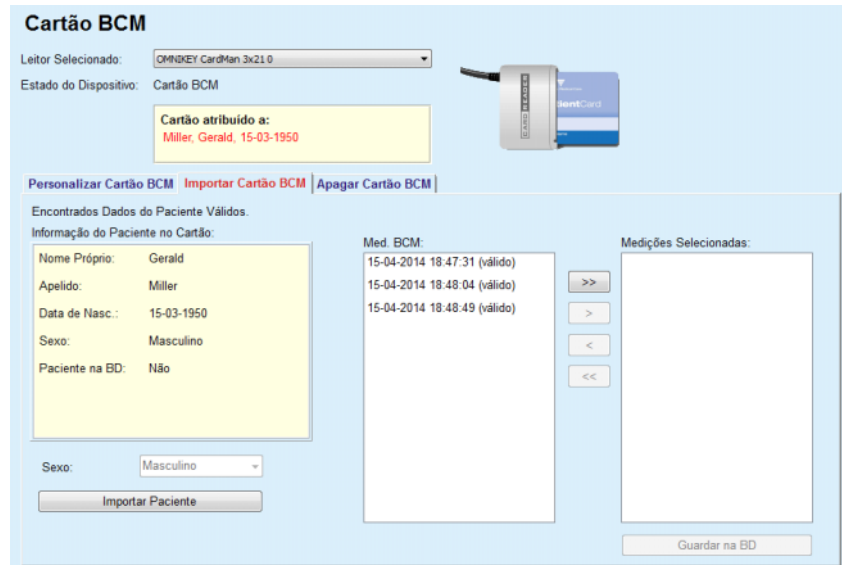 Cartão BCM
Leitor Selecionado: OMNIKEY CardMan 3x21 0
Estado do Dispositivo: Cartão BCM
Cartão atribuído a:
Miller, Gerald, 15-03-1950
CARD READER
ientCard
Personalizar Cartão BCM Importar Cartão BCM Apagar Cartão BCM
Encontrados Dados do Paciente Válidos.
Informação do Paciente no Cartão:
Nome Próprio: Gerald
Apelido: Miller
Data de Nasc.: 15-03-1950
Sexo: Masculino
Paciente na BD: Não
Sexo: Masculino
Importar Paciente
Med. BCM:
15-04-2014 18:47:31 (válido)
15-04-2014 18:48:04 (válido)
15-04-2014 18:48:49 (válido)
>>
>
<
<<
Medições Selecionadas:
Guardar na BD